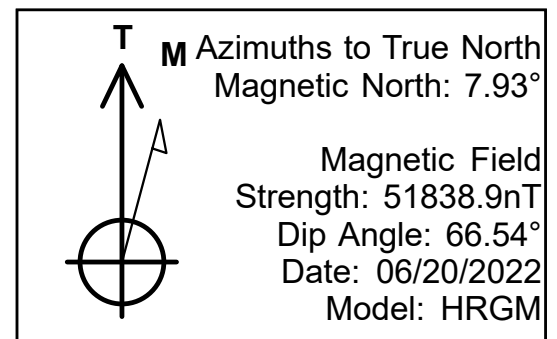 T
M
Azimuths to True North
Magnetic North: 7.93°
Magnetic Field
Strength: 51838.9nT
Dip Angle: 66.54°
Date: 06/20/2022
Model: HRGM